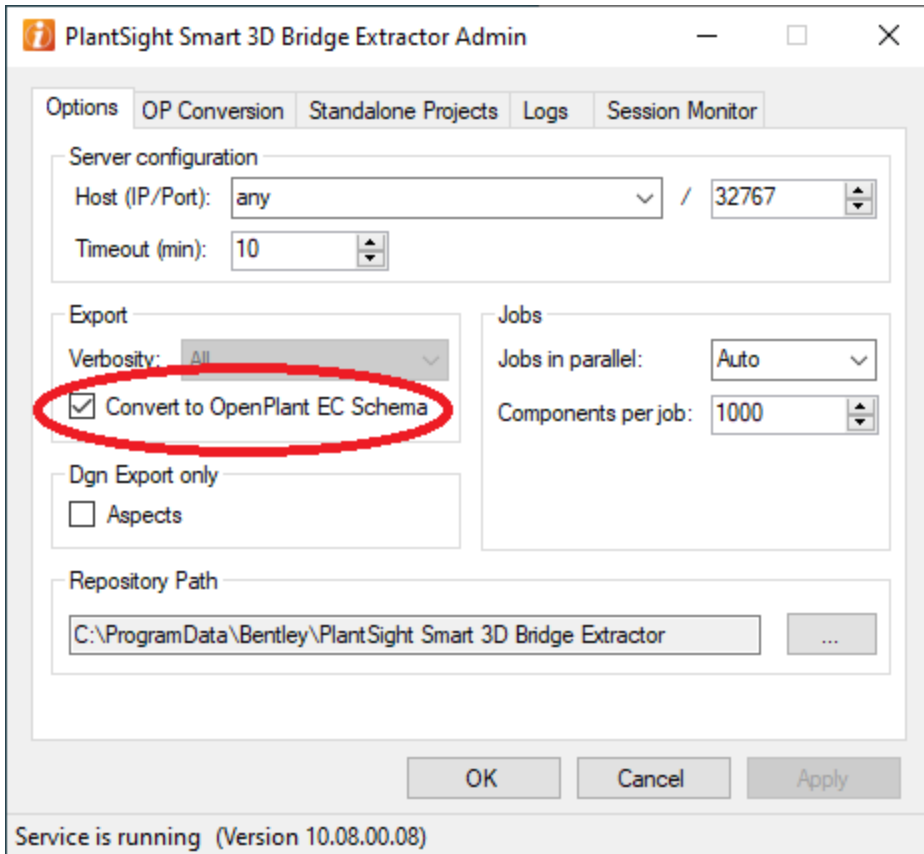 PlantSight Smart 3D Bridge Extractor Admin
Options OP Conversion Standalone Projects Logs Session Monitor
Server configuration
Host (IP/Port): any / 32767
Timeout (min): 10
Export
Verbosity: All
Convert to OpenPlant EC Schema
Jobs
Jobs in parallel: Auto
Components per job: 1000
Dgn Export only
Aspects
Repository Path
C:\ProgramData\Bentley\PlantSight Smart 3D Bridge Extractor ...
OK Cancel Apply
Service is running (Version 10.08.00.08)